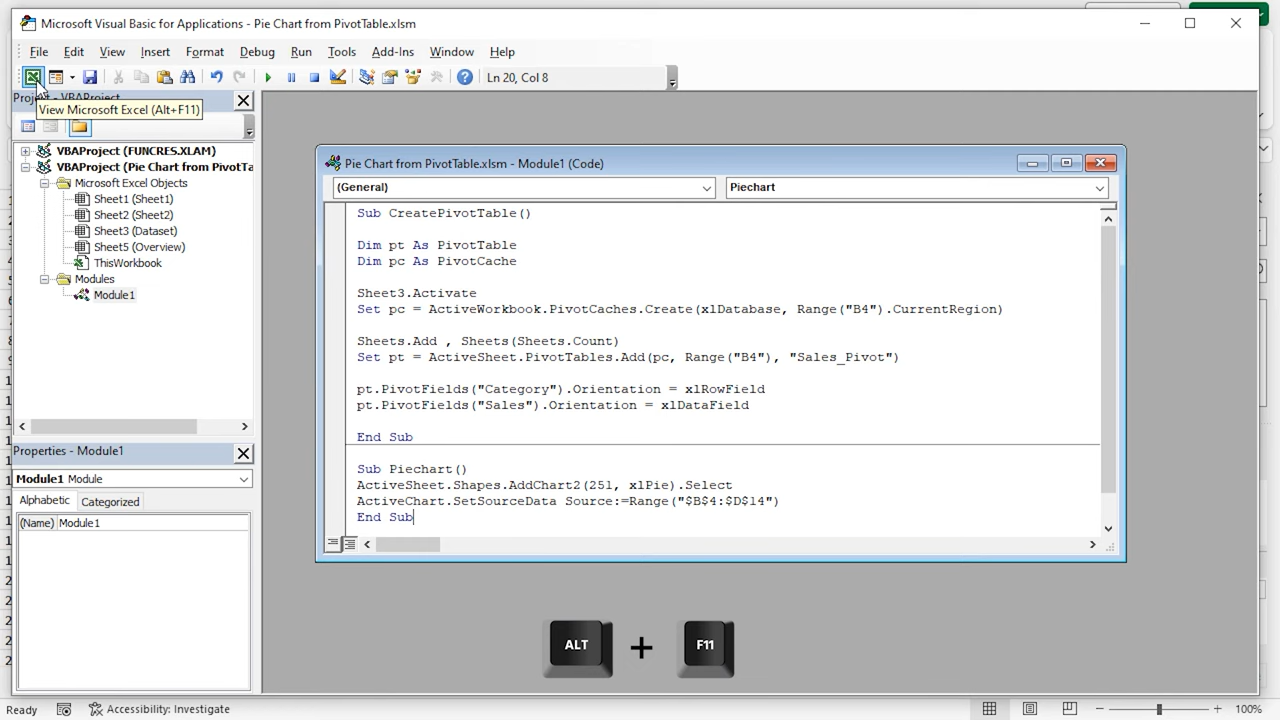 Microsoft Visual Basic for Applications - Pie Chart from PivotTable.xlsm
File Edit View Insert Format Debug Run Tools Add-Ins Window Help
Ln 20, Col 8
Project - VBAProject
View Microsoft Excel (Alt+F11)
VBAProject (FUNCRES.XLAM)
VBAProject (Pie Chart from PivotTa
Microsoft Excel Objects
Sheet1 (Sheet1)
Sheet2 (Sheet2)
Sheet3 (Dataset)
Sheet5 (Overview)
ThisWorkbook
Modules
Module1
Properties - Module1
Module1 Module
Alphabetic Categorized
(Name) Module1
Pie Chart from PivotTable.xlsm - Module1 (Code)
(General) Piechart
Sub CreatePivotTable()
Dim pt As PivotTable
Dim pc As PivotCache
Sheet3.Activate
Set pc = ActiveWorkbook.PivotCaches.Create(xlDatabase, Range("B4").CurrentRegion)
Sheets.Add , Sheets(Sheets.Count)
Set pt = ActiveSheet.PivotTables.Add(pc, Range("B4"), "Sales_Pivot")
pt.PivotFields("Category").Orientation = xlRowField
pt.PivotFields("Sales").Orientation = xlDataField
End Sub
Sub Piechart()
ActiveSheet.Shapes.AddChart2(251, xlPie).Select
ActiveChart.SetSourceData Source:=Range("$B$4:$D$14")
End Sub
ALT + F11
Ready Accessibility: Investigate 100%